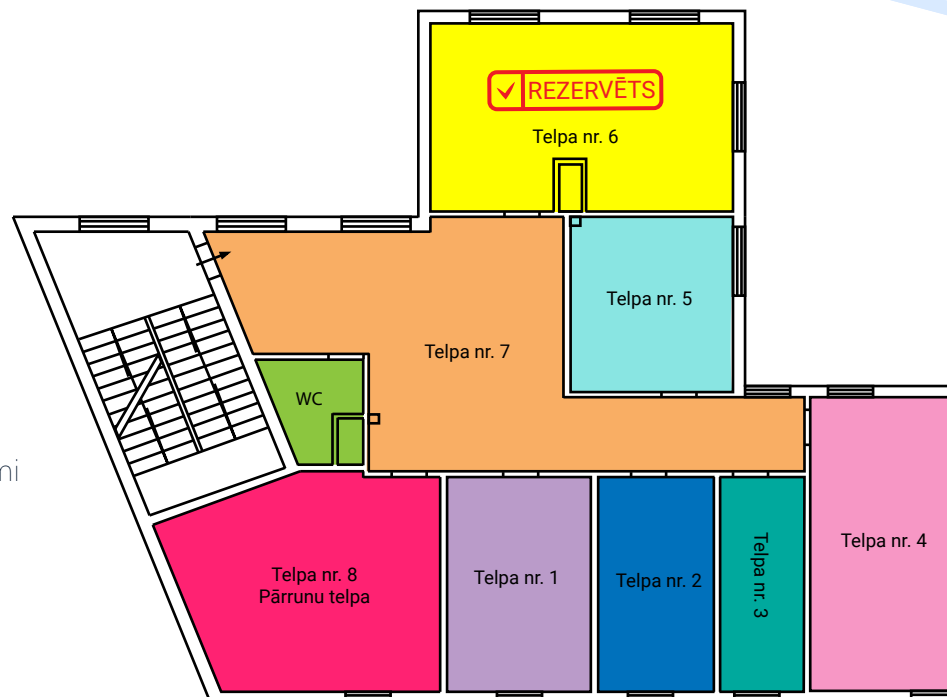 REZERVĒTS
Telpa nr. 6
Telpa nr. 5
Telpa nr. 7
WC
Telpa nr. 4
Telpa nr. 8
Pārrunu telpa
Telpa nr. 1
Telpa nr. 2
Telpa nr. 3